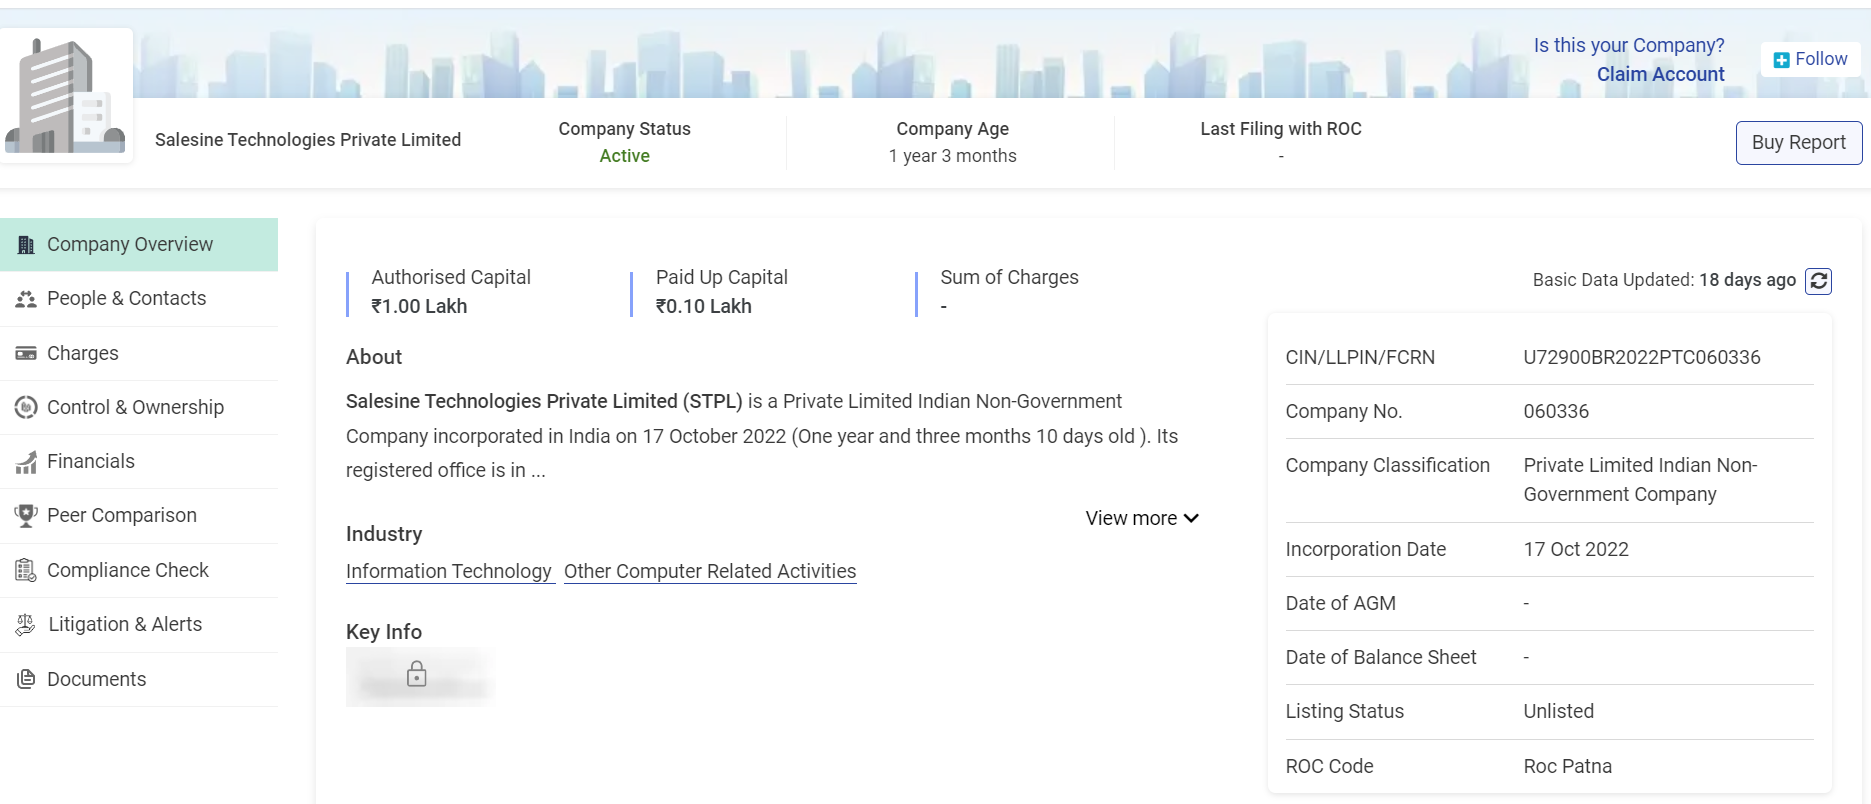 Is this your Company?
Claim Account
Follow
Salesine Technologies Private Limited
Company Status
Active
Company Age
1 year 3 months
Last Filing with ROC
-
Buy Report
Company Overview
People & Contacts
Charges
Control & Ownership
Financials
Peer Comparison
Compliance Check
Litigation & Alerts
Documents
Authorised Capital
₹1.00 Lakh
Paid Up Capital
₹0.10 Lakh
Sum of Charges
-
About
Salesine Technologies Private Limited (STPL) is a Private Limited Indian Non-Government
Company incorporated in India on 17 October 2022 (One year and three months 10 days old ). Its
registered office is in ...
View more
Industry
Information Technology Other Computer Related Activities
Key Info
Basic Data Updated: 18 days ago
CIN/LLPIN/FCRN U72900BR2022PTC060336
Company No. 060336
Company Classification Private Limited Indian Non-
Government Company
Incorporation Date 17 Oct 2022
Date of AGM -
Date of Balance Sheet -
Listing Status Unlisted
ROC Code Roc Patna